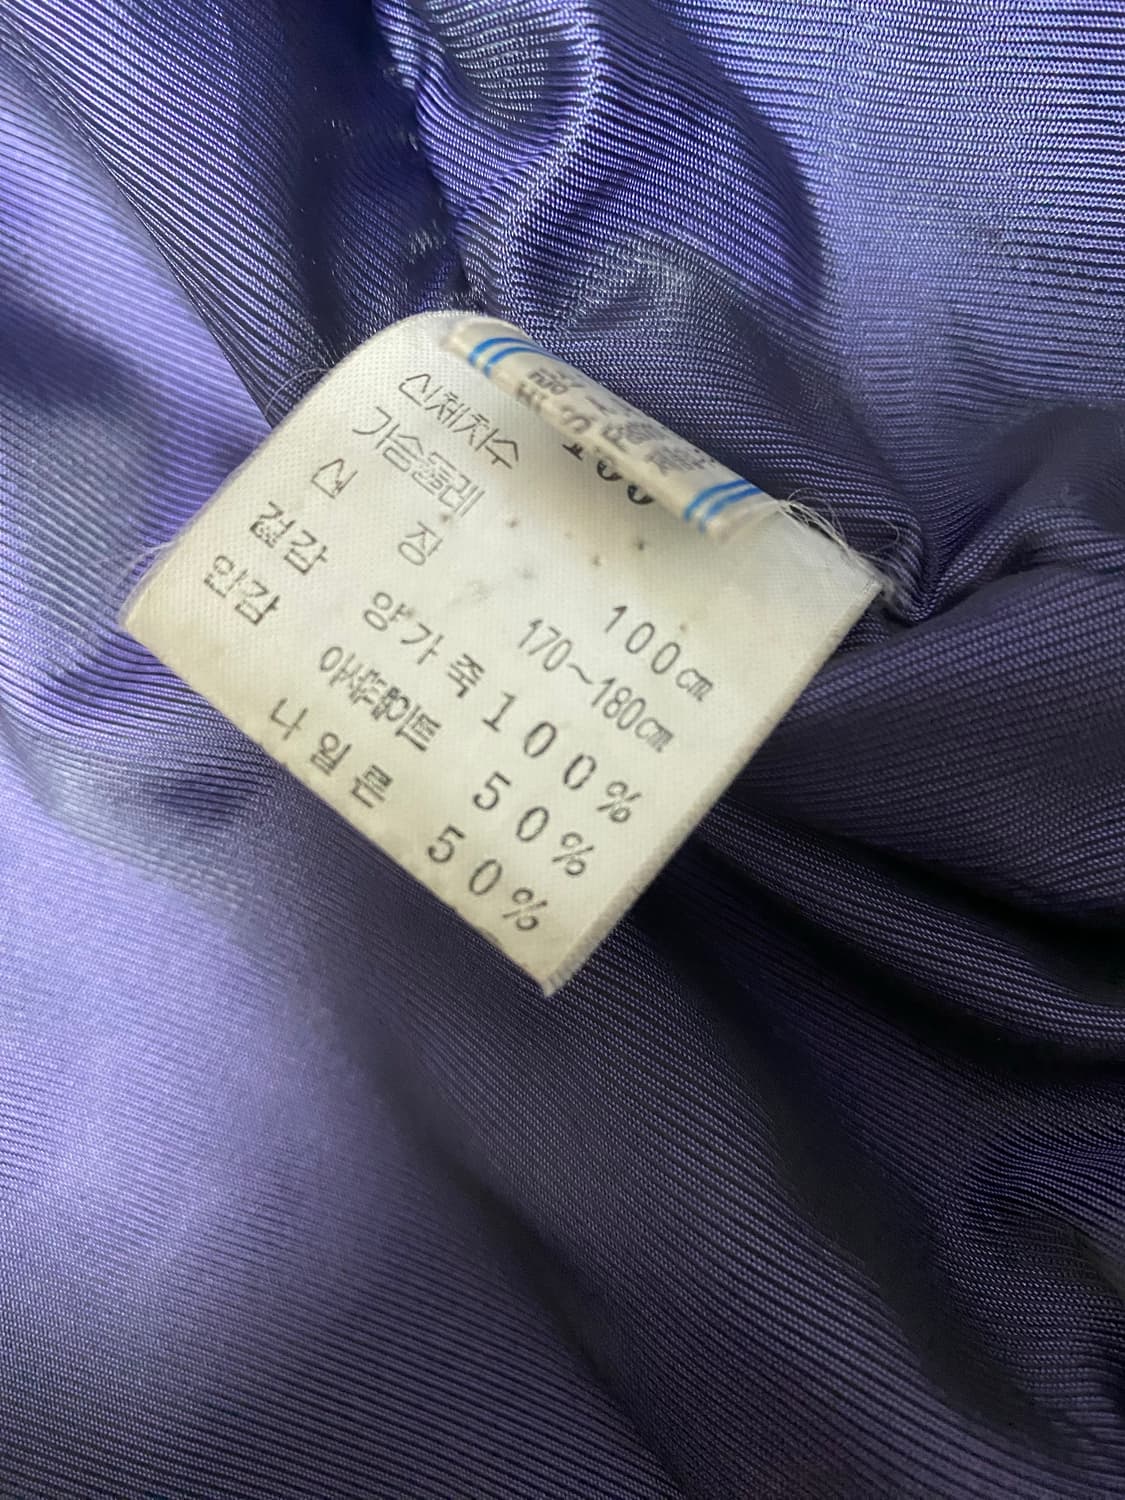 신체치수 100
가슴둘레 100㎝
신 장 170~180㎝
겉감 양가죽 100%
안감 아세테이트 50%
나일론 50%